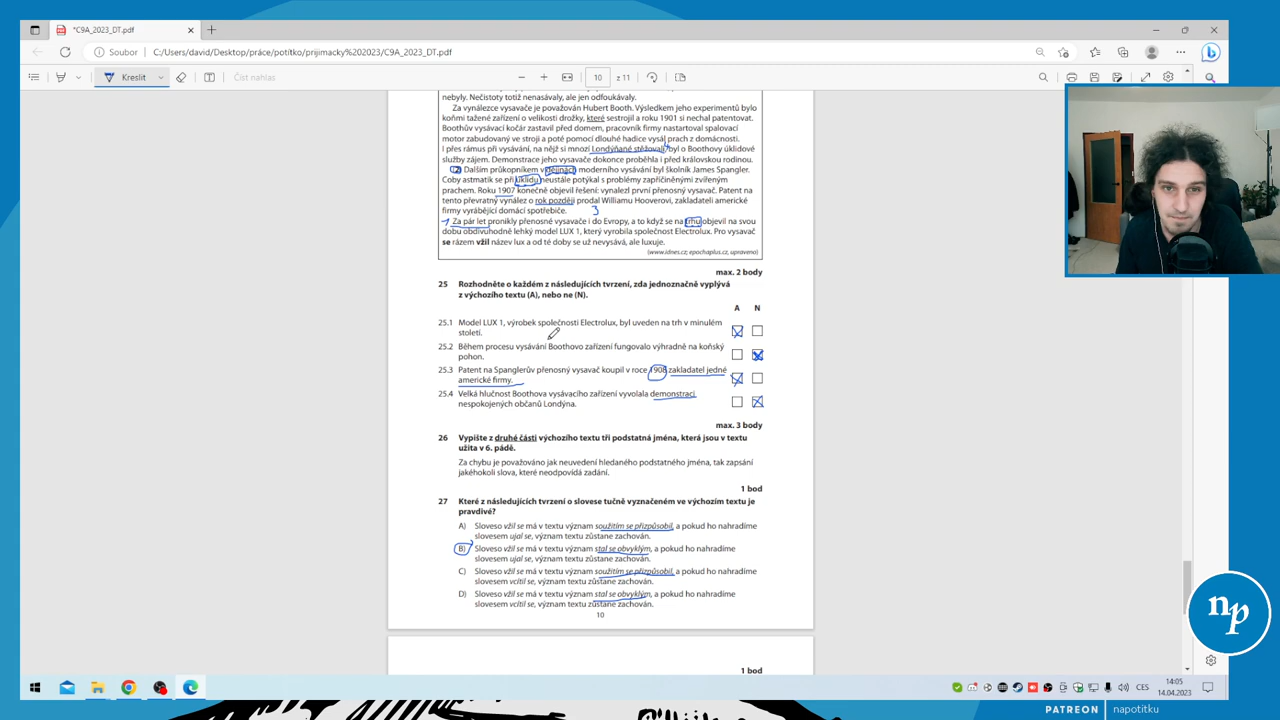 *C9A_2023_DT.pdf
Soubor
C:/Users/david/Desktop/práce/potítko/prijimacky%202023/C9A_2023_DT.pdf
Kreslit
Číst nahlas
10
z 11
nebyly. Nečistoty totiž nenasávaly, ale jen odfoukávaly.
Za vynálezce vysavače je považován Hubert Booth. Výsledkem jeho experimentů bylo
koňmi tažené zařízení o velikosti drožky, které sestrojil a roku 1901 si nechal patentovat.
Boothův vysávací kočár zastavil před domem, pracovník firmy nastartoval spalovací
motor zabudovaný ve stroji a poté pomocí dlouhé hadice vysál prach z domácnosti.
I přes rámus při vysávání, na nějž si mnozí Londýňané stěžovali, byl o Boothovy úklidové
služby zájem. Demonstrace jeho vysavače dokonce proběhla i před královskou rodinou.
(2) Dalším průkopníkem v dějinách moderního vysávání byl školník James Spangler.
Coby astmatik se při úklidu neustále potýkal s problémy zapříčiněnými zvířeným
prachem. Roku 1907 konečně objevil řešení: vynalezl první přenosný vysavač. Patent na
tento převratný vynález o rok později prodal Williamu Hooverovi, zakladateli americké
firmy vyrábějící domácí spotřebiče.
3
Za pár let pronikly přenosné vysavače i do Evropy, a to když se na trhu objevil na svou
dobu obdivuhodně lehký model LUX 1, který vyrobila společnost Electrolux. Pro vysavač
se rázem vžil název lux a od té doby se už nevysává, ale luxuje.
(www.idnes.cz; epochaplus.cz, upraveno)
max. 2 body
25 Rozhodněte o každém z následujících tvrzení, zda jednoznačně vyplývá
z výchozího textu (A), nebo ne (N).
A N
25.1 Model LUX 1, výrobek společnosti Electrolux, byl uveden na trh v minulém
století.
25.2 Během procesu vysávání Boothovo zařízení fungovalo výhradně na koňský
pohon.
25.3 Patent na Spanglerův přenosný vysavač koupil v roce 1908 zakladatel jedné
americké firmy.
25.4 Velká hlučnost Boothova vysávacího zařízení vyvolala demonstraci
nespokojených občanů Londýna.
max. 3 body
26 Vypište z druhé části výchozího textu tři podstatná jména, která jsou v textu
užita v 6. pádě.
Za chybu je považováno jak neuvedení hledaného podstatného jména, tak zapsání
jakéhokoli slova, které neodpovídá zadání.
1 bod
27 Které z následujících tvrzení o slovese tučně vyznačeném ve výchozím textu je
pravdivé?
A) Sloveso vžil se má v textu význam soužitím se přizpůsobil, a pokud ho nahradíme
slovesem ujal se, význam textu zůstane zachován.
B) Sloveso vžil se má v textu význam stal se obvyklým, a pokud ho nahradíme
slovesem ujal se, význam textu zůstane zachován.
C) Sloveso vžil se má v textu význam soužitím se přizpůsobil, a pokud ho nahradíme
slovesem vcítil se, význam textu zůstane zachován.
D) Sloveso vžil se má v textu význam stal se obvyklým, a pokud ho nahradíme
slovesem vcítil se, význam textu zůstane zachován.
10
1 bod
np
CES
14:05
14.04.2023
PATREON
napotitku